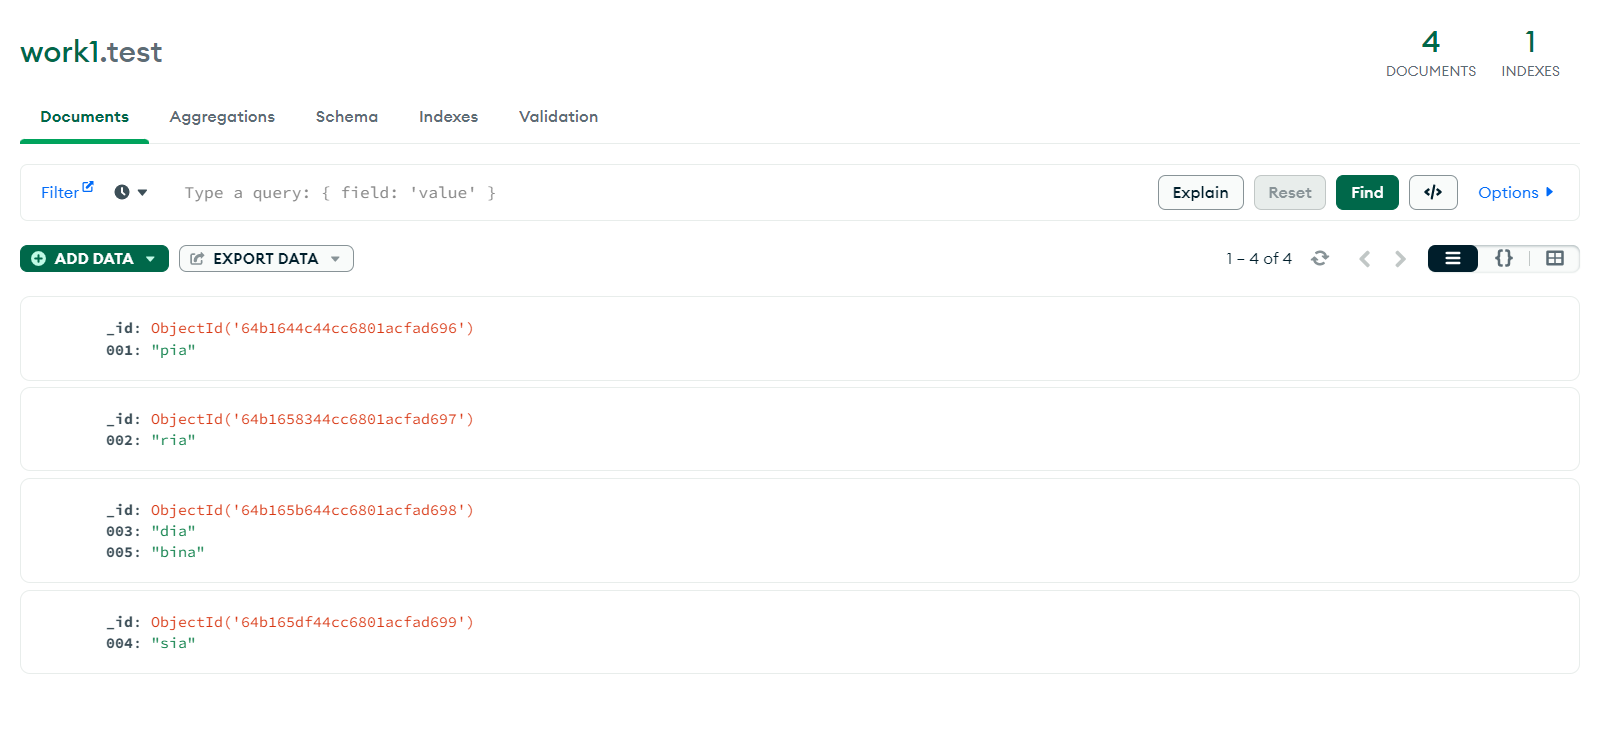 work1.test
4
DOCUMENTS
1
INDEXES
Documents Aggregations Schema Indexes Validation
Filter Type a query: { field: 'value' } Explain Reset Find </> Options
ADD DATA EXPORT DATA 1 – 4 of 4 {}
_id: ObjectId('64b1644c44cc6801acfad696')
001: "pia"
_id: ObjectId('64b1658344cc6801acfad697')
002: "ria"
_id: ObjectId('64b165b644cc6801acfad698')
003: "dia"
005: "bina"
_id: ObjectId('64b165df44cc6801acfad699')
004: "sia"